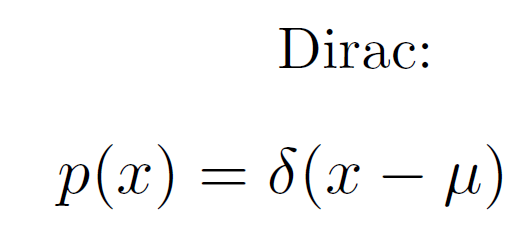 Dirac:
p(x) = δ(x − μ)